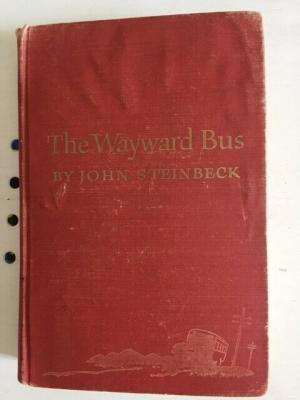 The Wayward Bus
BY JOHN STEINBECK